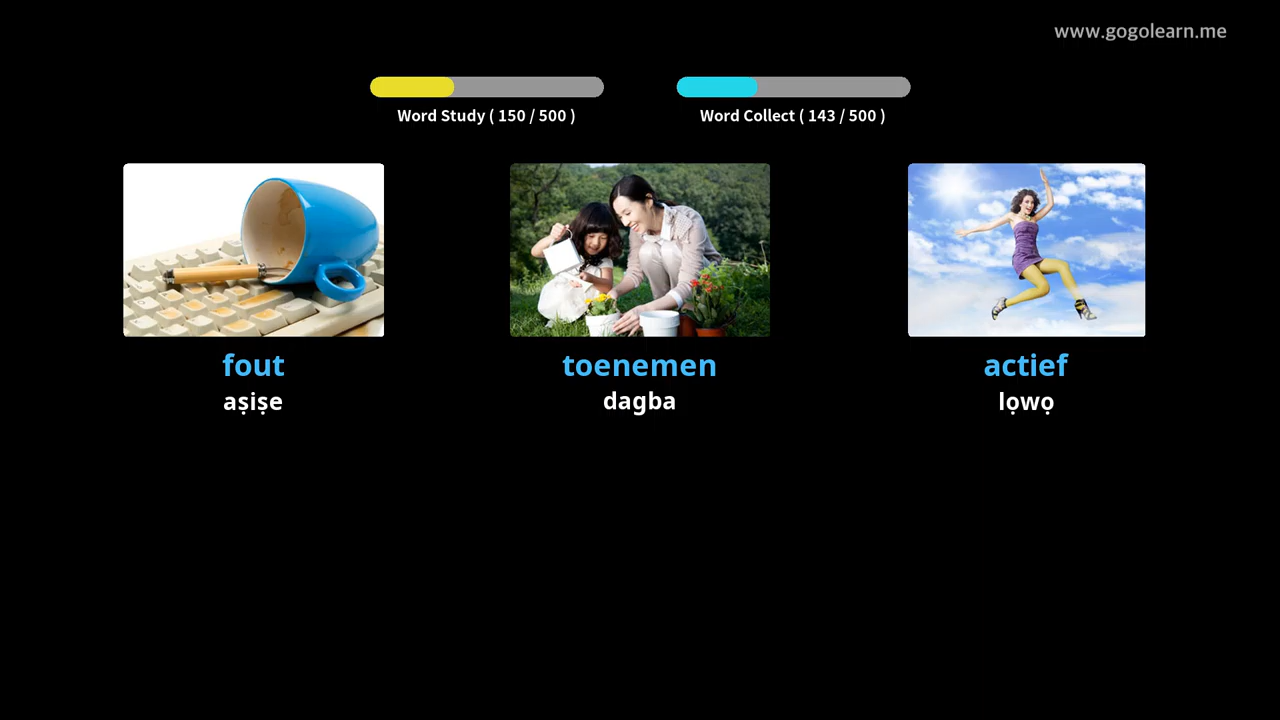 www.gogolearn.me
Word Study ( 150 / 500 )
Word Collect ( 143 / 500 )
fout
aṣiṣe
toenemen
dagba
actief
lọwọ